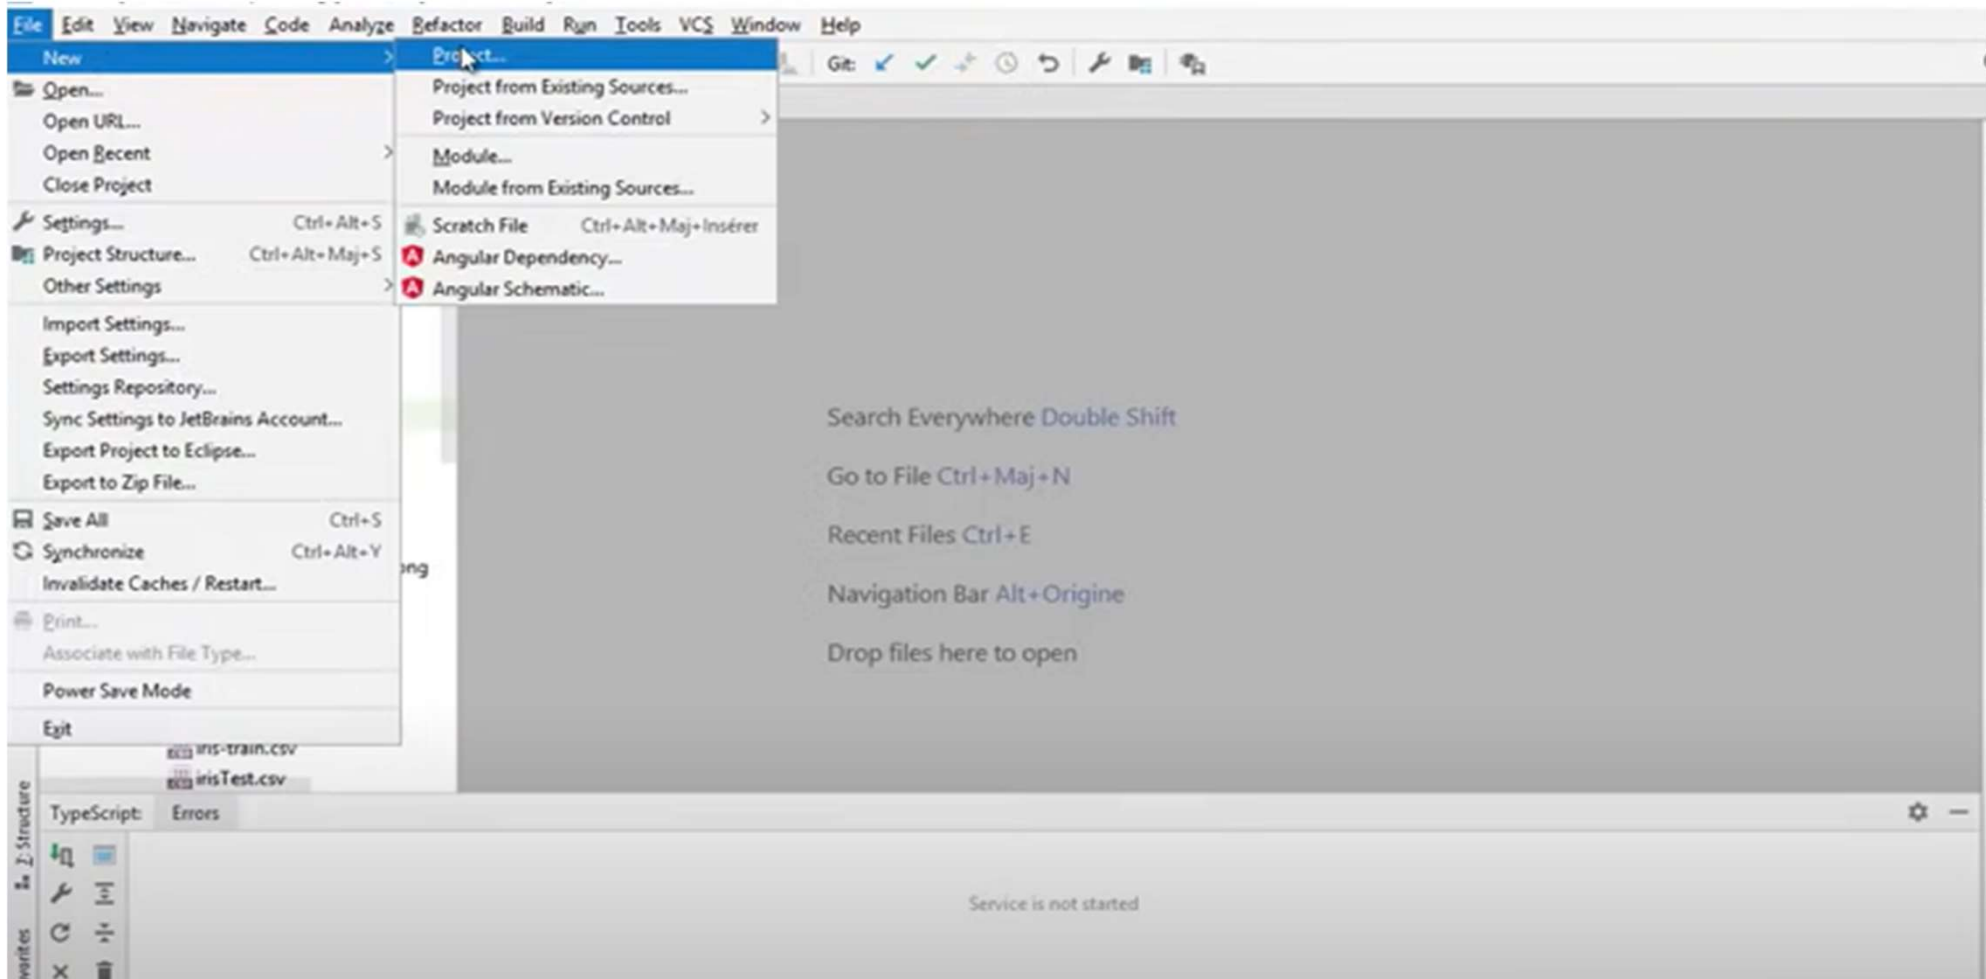 File Edit View Navigate Code Analyze Refactor Build Run Tools VCS Window Help
New
Open...
Open URL...
Open Recent
Close Project
Settings... Ctrl+Alt+S
Project Structure... Ctrl+Alt+Maj+S
Other Settings
Import Settings...
Export Settings...
Settings Repository...
Sync Settings to JetBrains Account...
Export Project to Eclipse...
Export to Zip File...
Save All Ctrl+S
Synchronize Ctrl+Alt+Y
Invalidate Caches / Restart...
Print...
Associate with File Type...
Power Save Mode
Exit
Project...
Project from Existing Sources...
Project from Version Control
Module...
Module from Existing Sources...
Scratch File Ctrl+Alt+Maj+Insérer
Angular Dependency...
Angular Schematic...
Git:
Search Everywhere Double Shift
Go to File Ctrl+Maj+N
Recent Files Ctrl+E
Navigation Bar Alt+Origine
Drop files here to open
iris-train.csv
irisTest.csv
TypeScript: Errors
Service is not started
Z: Structure